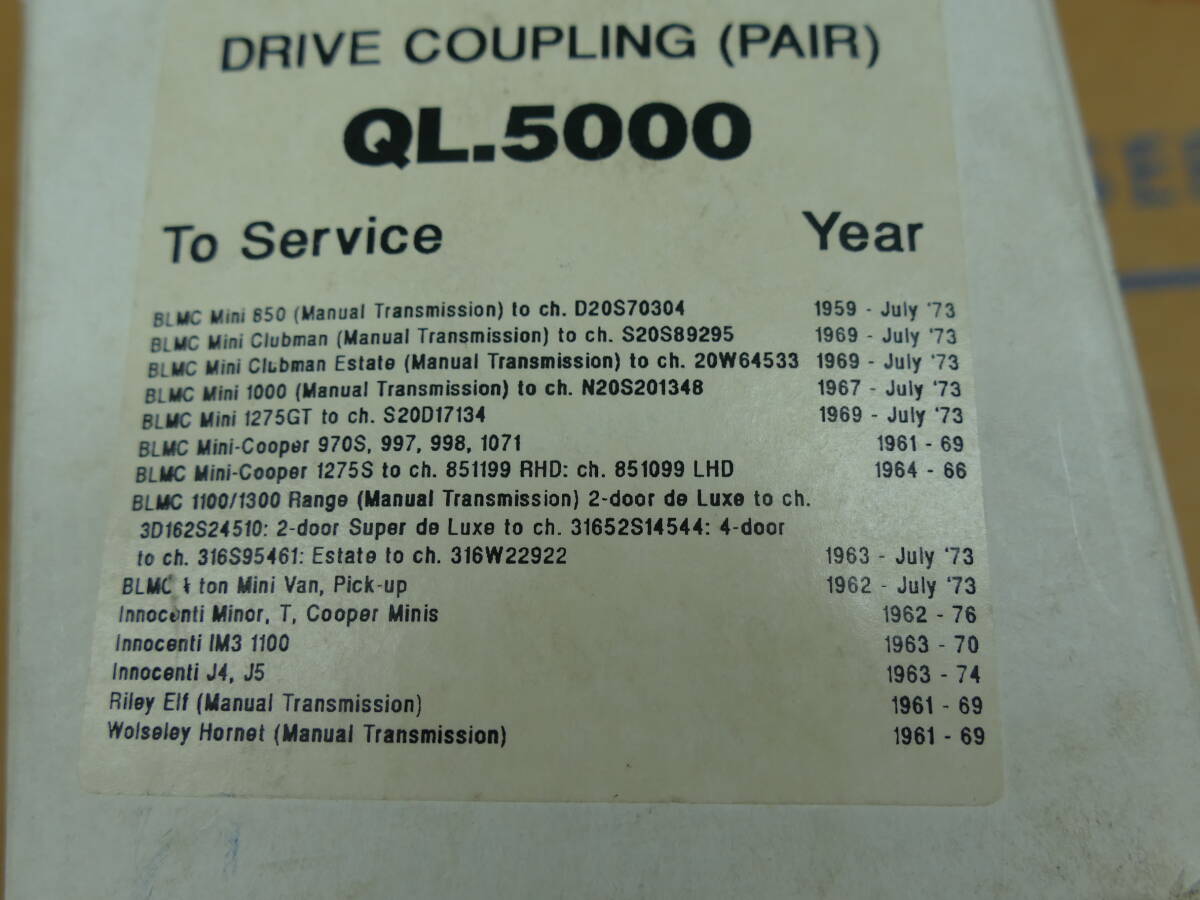 DRIVE COUPLING (PAIR)
QL.5000
To Service Year
BLMC Mini 850 (Manual Transmission) to ch. D20S70304 1959 - July '73
BLMC Mini Clubman (Manual Transmission) to ch. S20S89295 1969 - July '73
BLMC Mini Clubman Estate (Manual Transmission) to ch. 20W64533 1969 - July '73
BLMC Mini 1000 (Manual Transmission) to ch. N20S201348 1967 - July '73
BLMC Mini 1275GT to ch. S20D17134 1969 - July '73
BLMC Mini-Cooper 970S, 997, 998, 1071 1961 - 69
BLMC Mini-Cooper 1275S to ch. 851199 RHD: ch. 851099 LHD 1964 - 66
BLMC 1100/1300 Range (Manual Transmission) 2-door de Luxe to ch.
3D162S24510: 2-door Super de Luxe to ch. 31652S14544: 4-door
to ch. 316S95461: Estate to ch. 316W22922 1963 - July '73
BLMC ton Mini Van, Pick-up 1962 - July '73
Innocenti Minor, T, Cooper Minis 1962 - 76
Innocenti IM3 1100 1963 - 70
Innocenti J4, J5 1963 - 74
Riley Elf (Manual Transmission) 1961 - 69
Wolseley Hornet (Manual Transmission) 1961 - 69